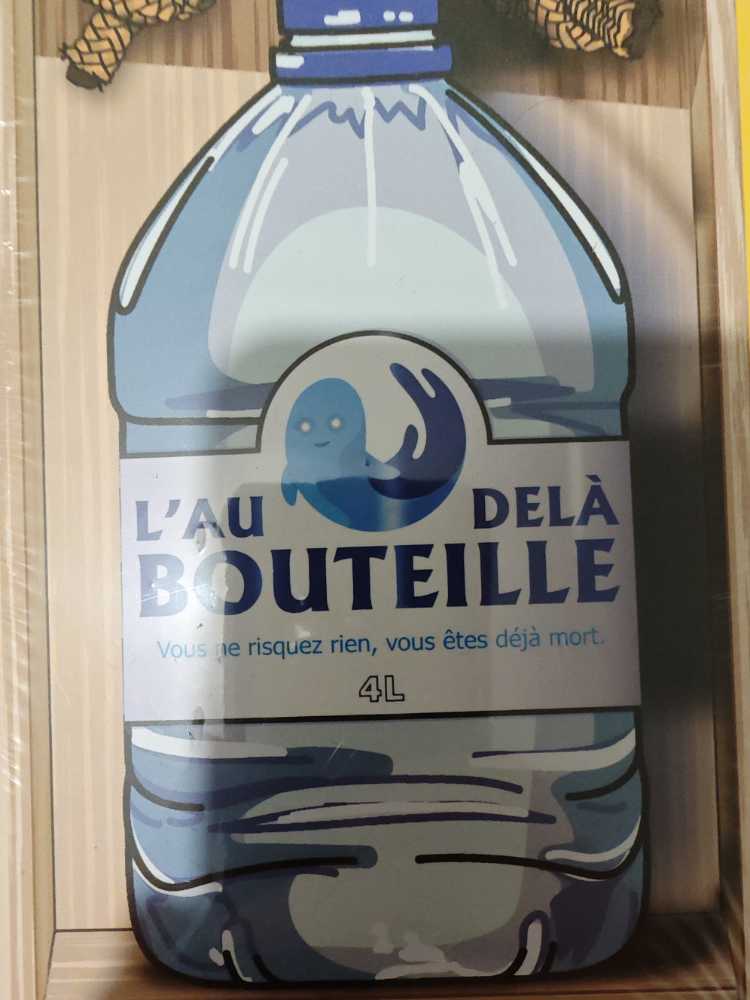 L'AU DELÀ
BOUTEILLE
Vous ne risquez rien, vous êtes déjà mort.
4L